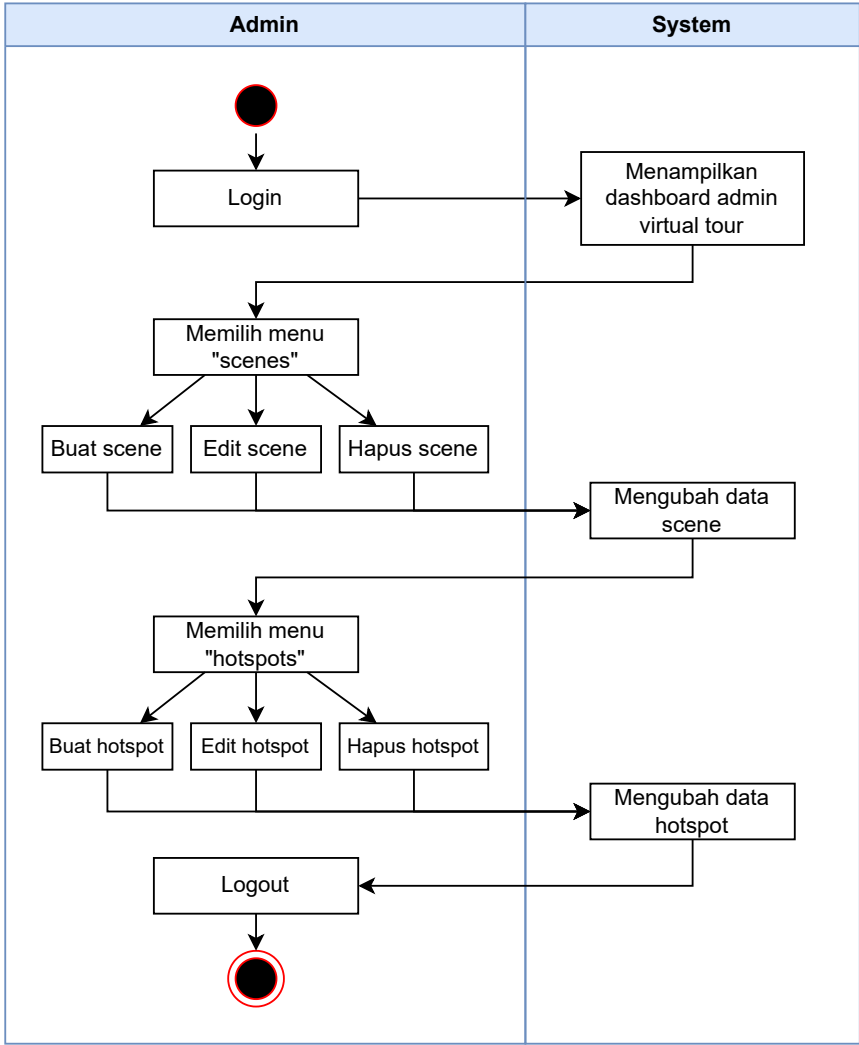 Admin
System
Login
Menampilkan
dashboard admin
virtual tour
Memilih menu
"scenes"
Buat scene
Edit scene
Hapus scene
Mengubah data
scene
Memilih menu
"hotspots"
Buat hotspot
Edit hotspot
Hapus hotspot
Mengubah data
hotspot
Logout